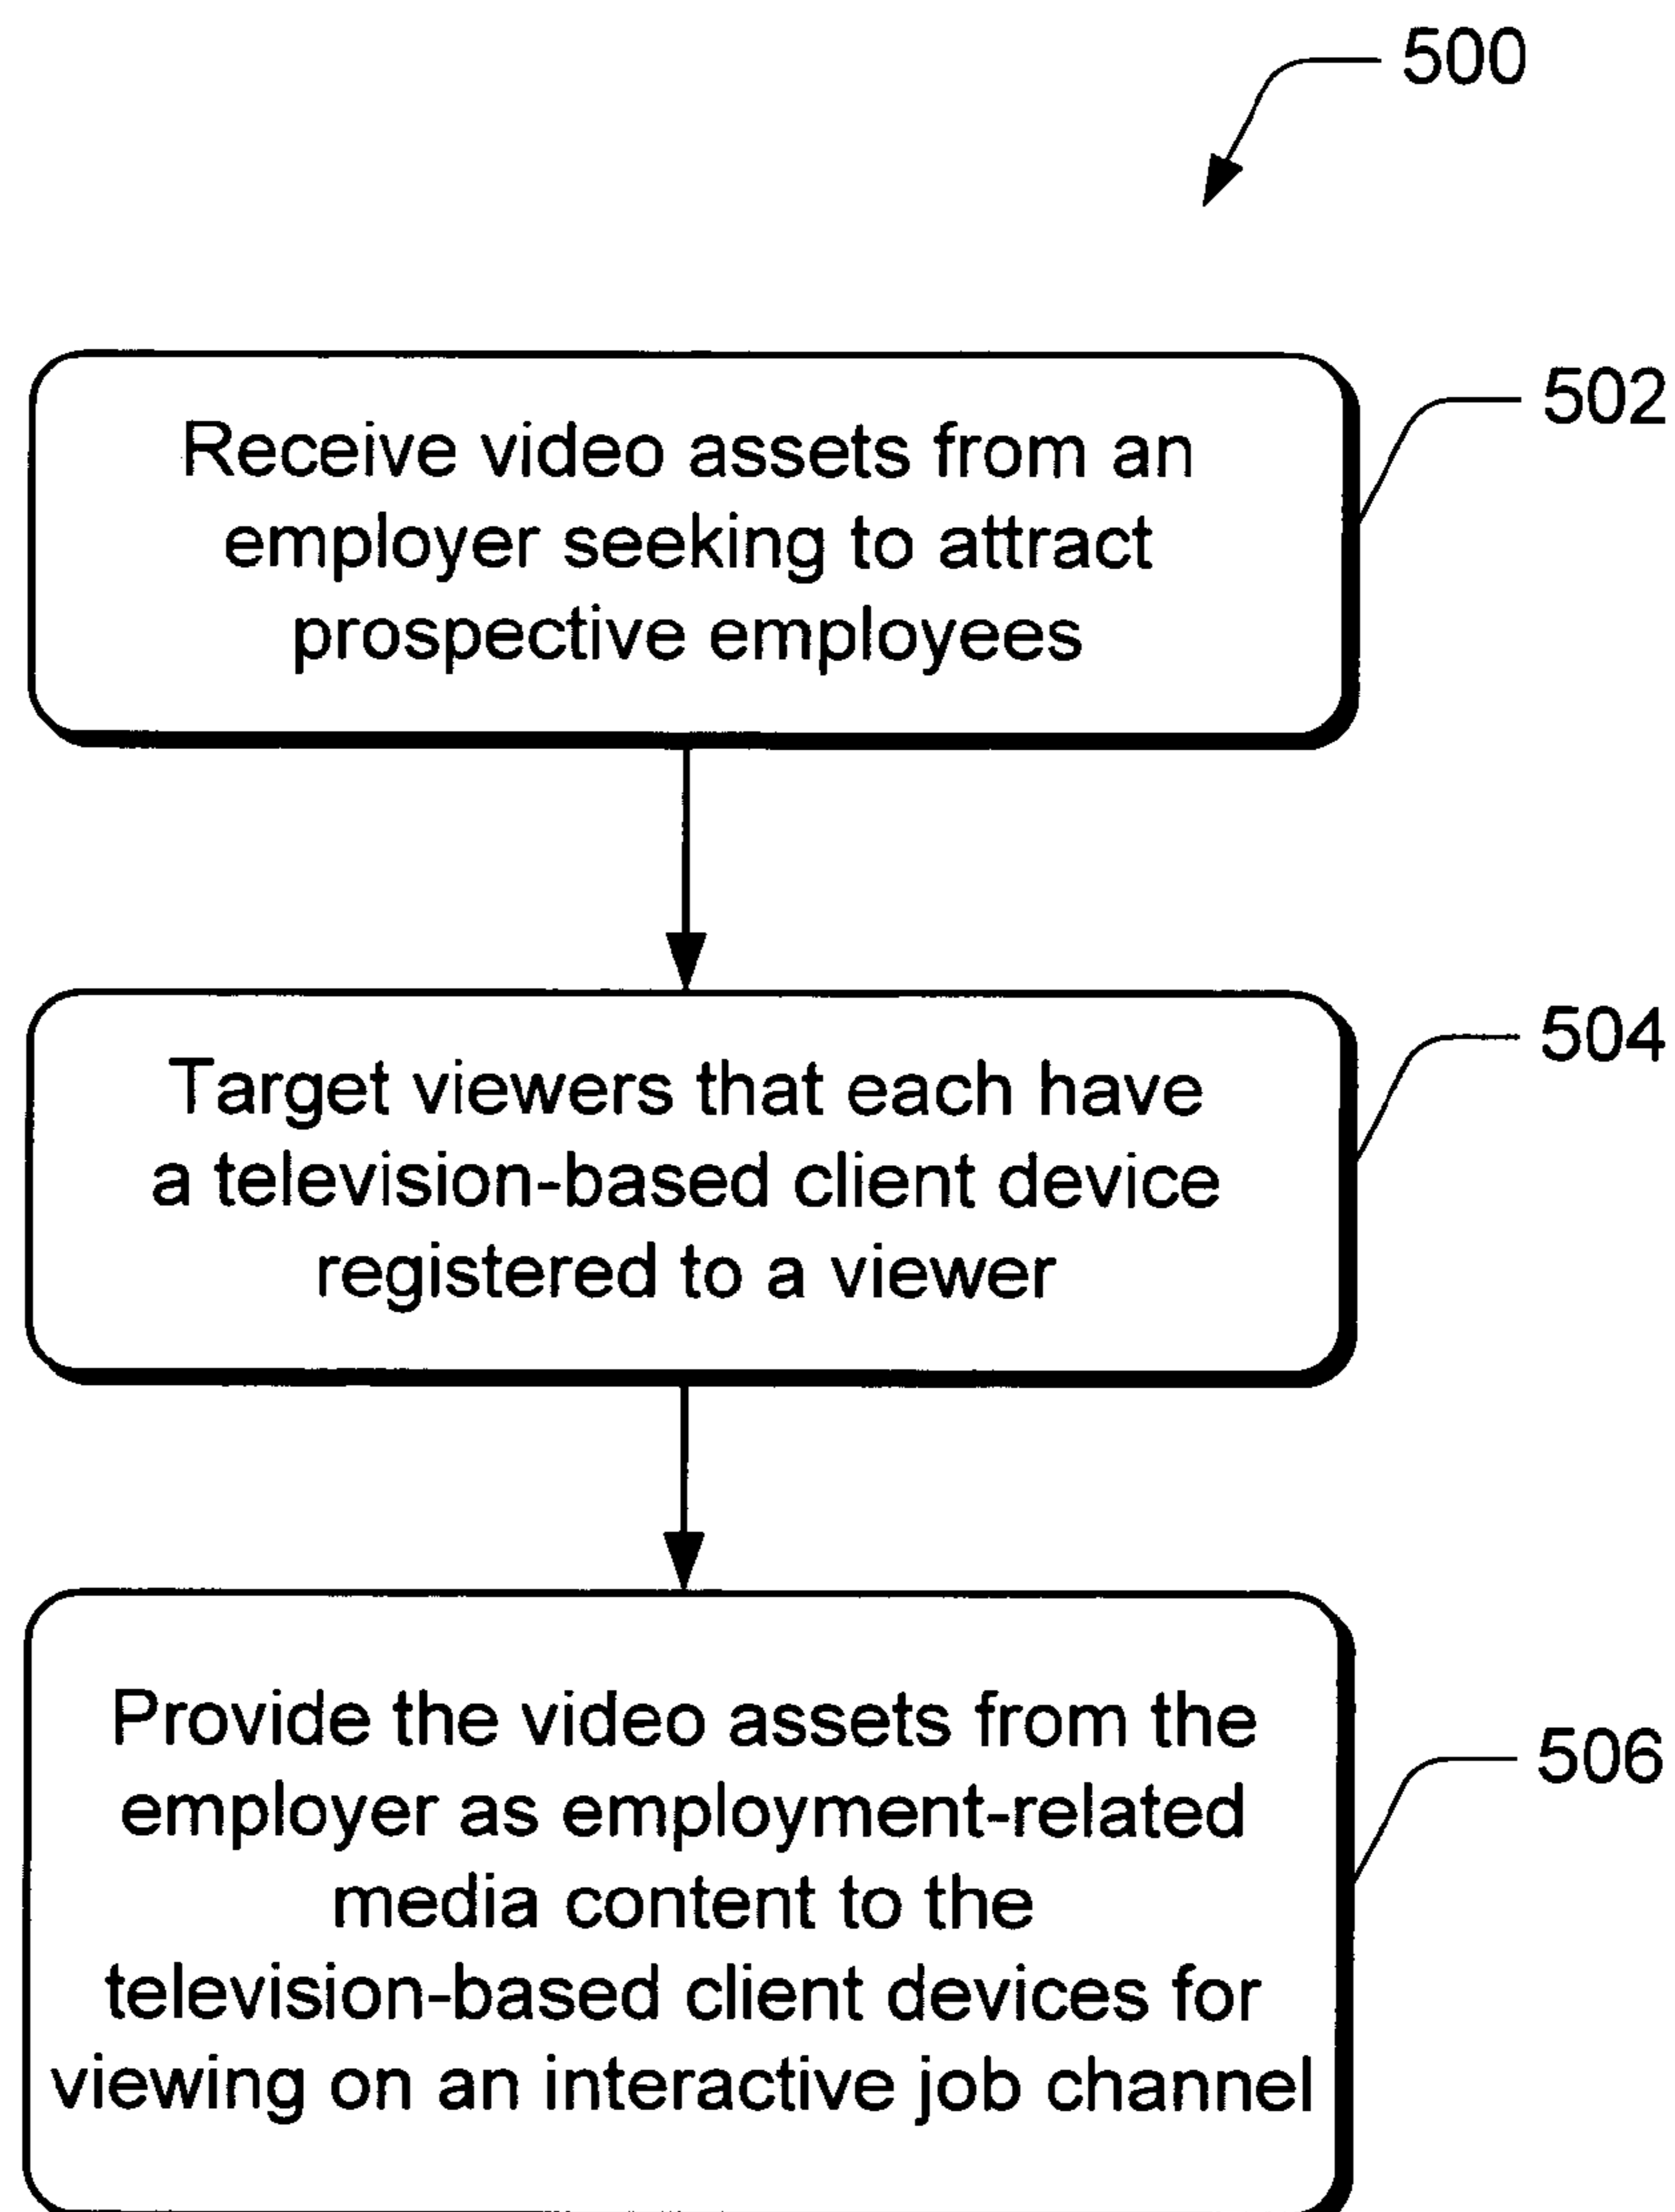 500
Receive video assets from an
employer seeking to attract
prospective employees
502
Target viewers that each have
a television-based client device
registered to a viewer
504
Provide the video assets from the
employer as employment-related
media content to the
television-based client devices for
viewing on an interactive job channel
506